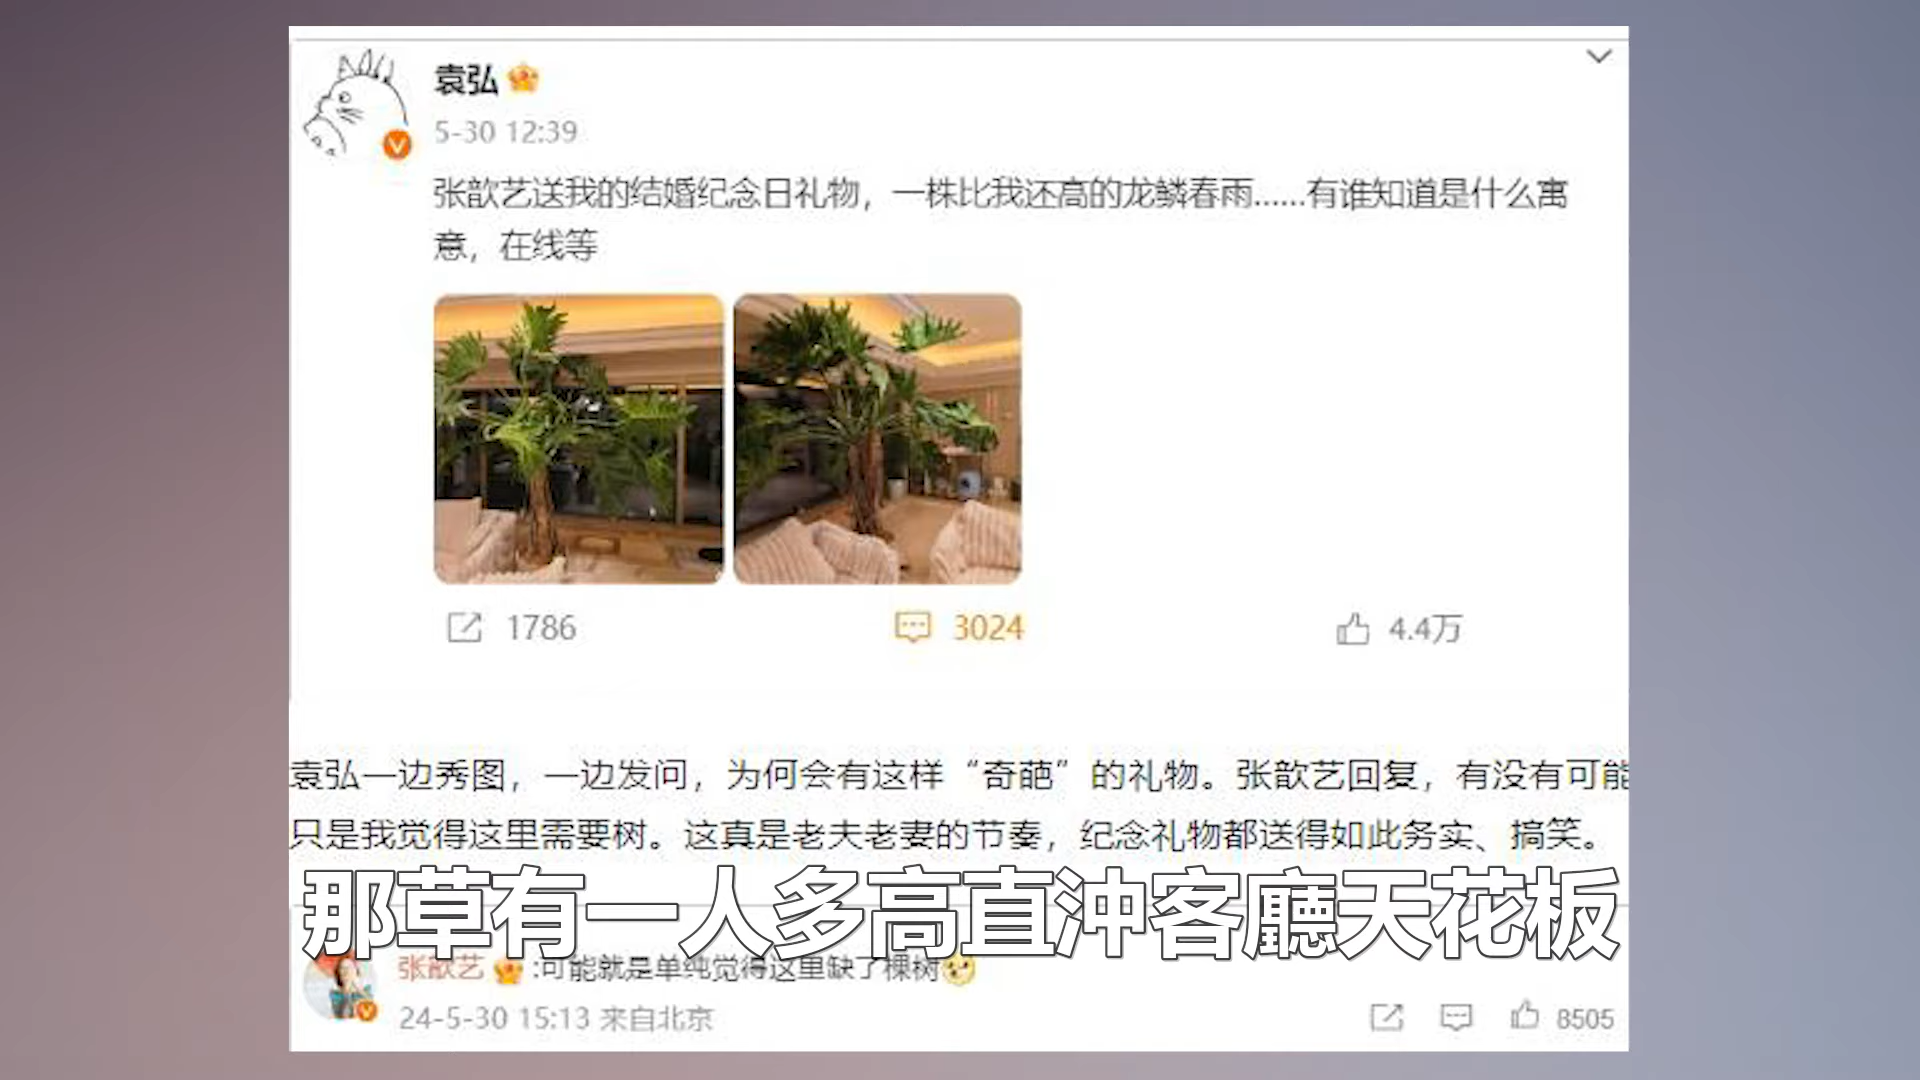 袁弘
5-30 12:39
张歆艺送我的结婚纪念日礼物，一株比我还高的龙鳞春雨......有谁知道是什么寓
意，在线等
1786
3024
4.4万
袁弘一边秀图，一边发问，为何会有这样“奇葩”的礼物。张歆艺回复，有没有可能
只是我觉得这里需要树。这真是老夫老妻的节奏，纪念礼物都送得如此务实、搞笑。
那草有一人多高直沖客廳天花板
张歆艺 :可能就是单纯觉得这里缺了棵树
24-5-30 15:13 来自北京
8505